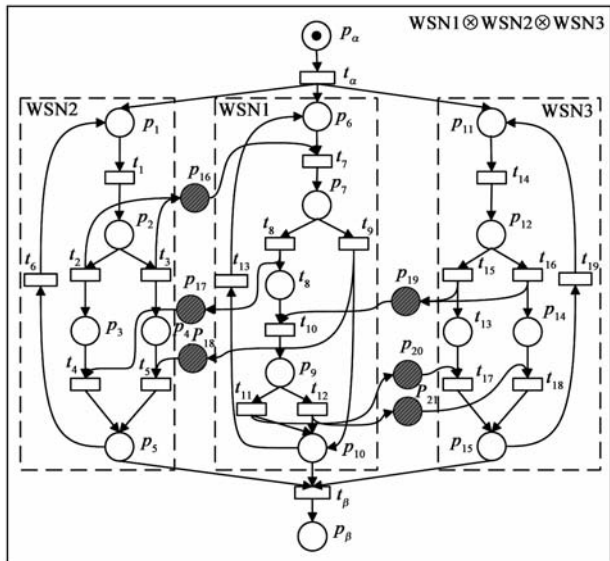 WSN1⊗WSN2⊗WSN3
p_α
t_α
WSN2
WSN1
WSN3
p_1
p_6
p_11
t_1
p_16
t_7
t_14
p_2
p_7
p_12
t_6
t_2
t_3
t_13
t_8
t_9
t_15
t_16
t_19
p_17
t_8
p_19
p_3
p_4
P_18
t_10
t_13
p_14
t_4
t_5
p_9
p_20
t_17
t_18
t_11
t_12
P_21
p_5
p_10
p_15
t_β
p_β